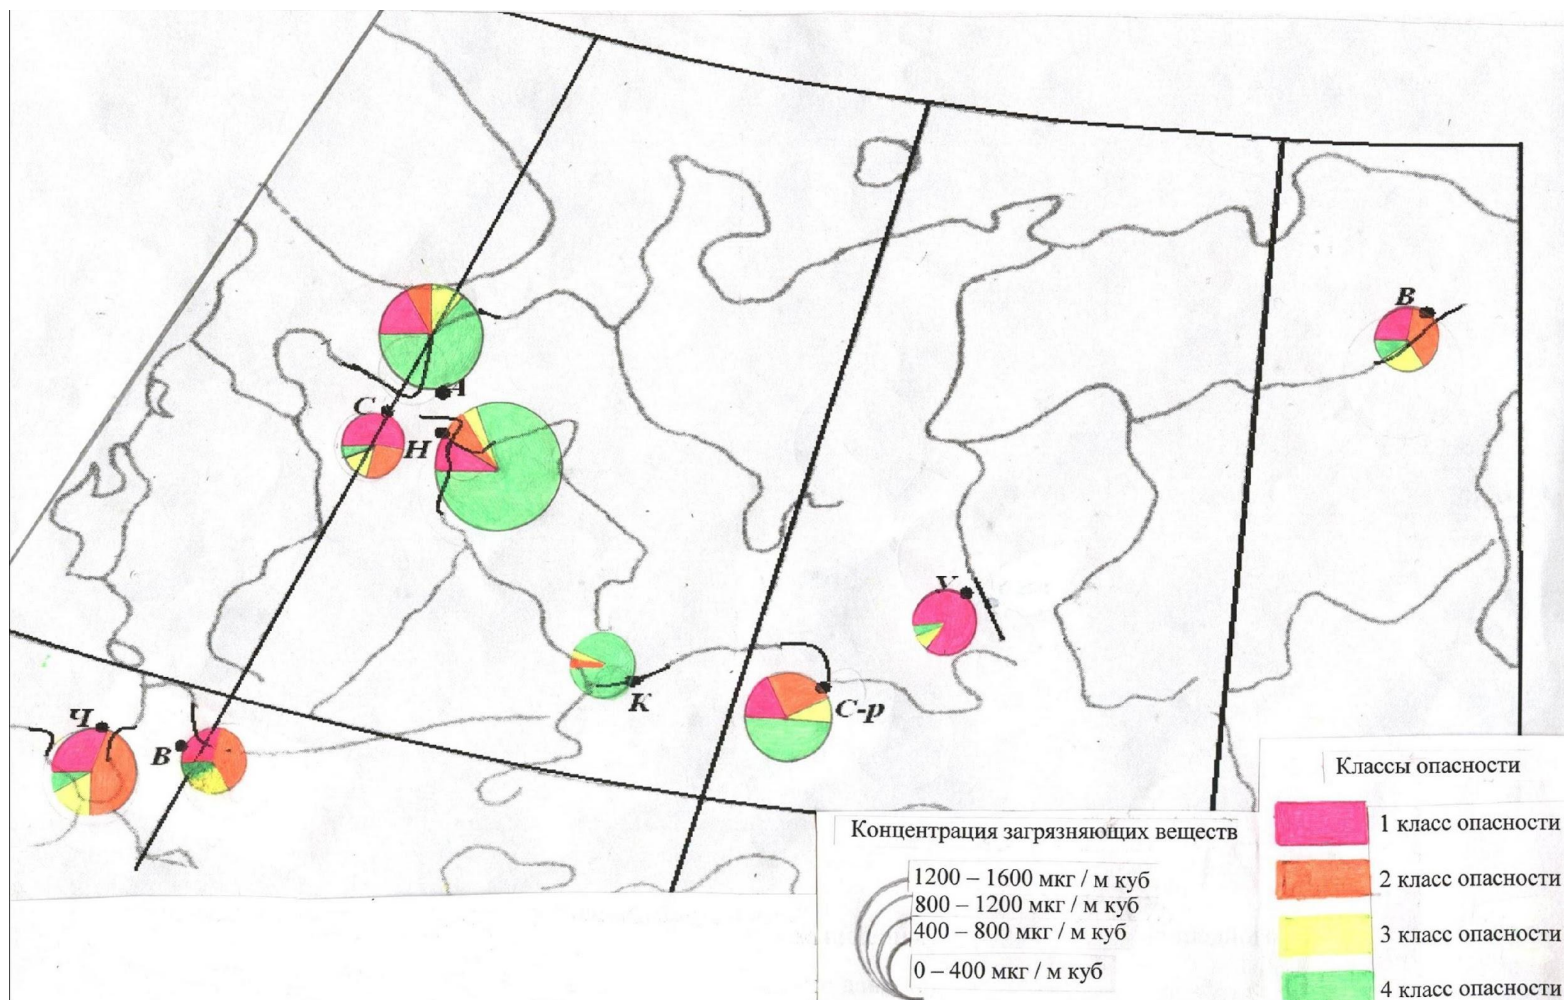 В
А
С
Н
У
К
С-р
Ч
В
Классы опасности
1 класс опасности
2 класс опасности
3 класс опасности
4 класс опасности
Концентрация загрязняющих веществ
1200 – 1600 мкг / м куб
800 – 1200 мкг / м куб
400 – 800 мкг / м куб
0 – 400 мкг / м куб